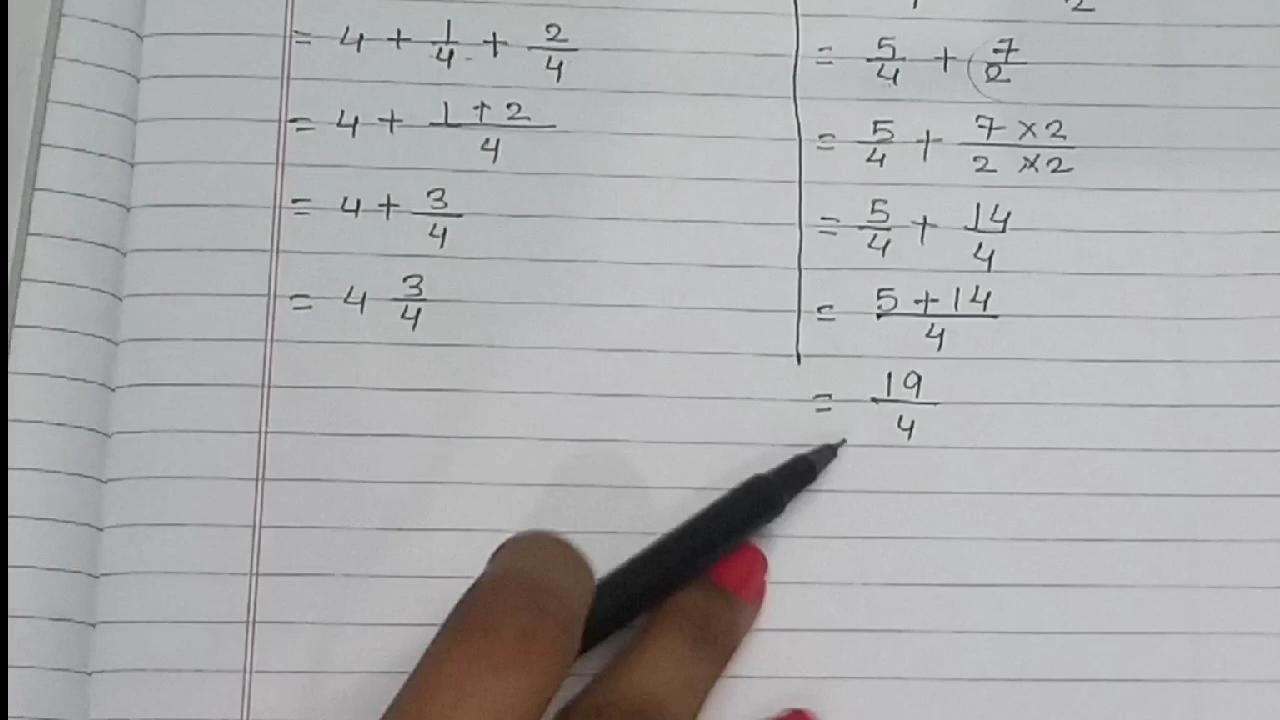 = 4 + 1/4 + 2/4
= 4 + (1 + 2)/4
= 4 + 3/4
= 4 3/4
2
= 5/4 + 7/2
= 5/4 + (7 × 2)/(2 × 2)
= 5/4 + 14/4
= (5 + 14)/4
= 19/4